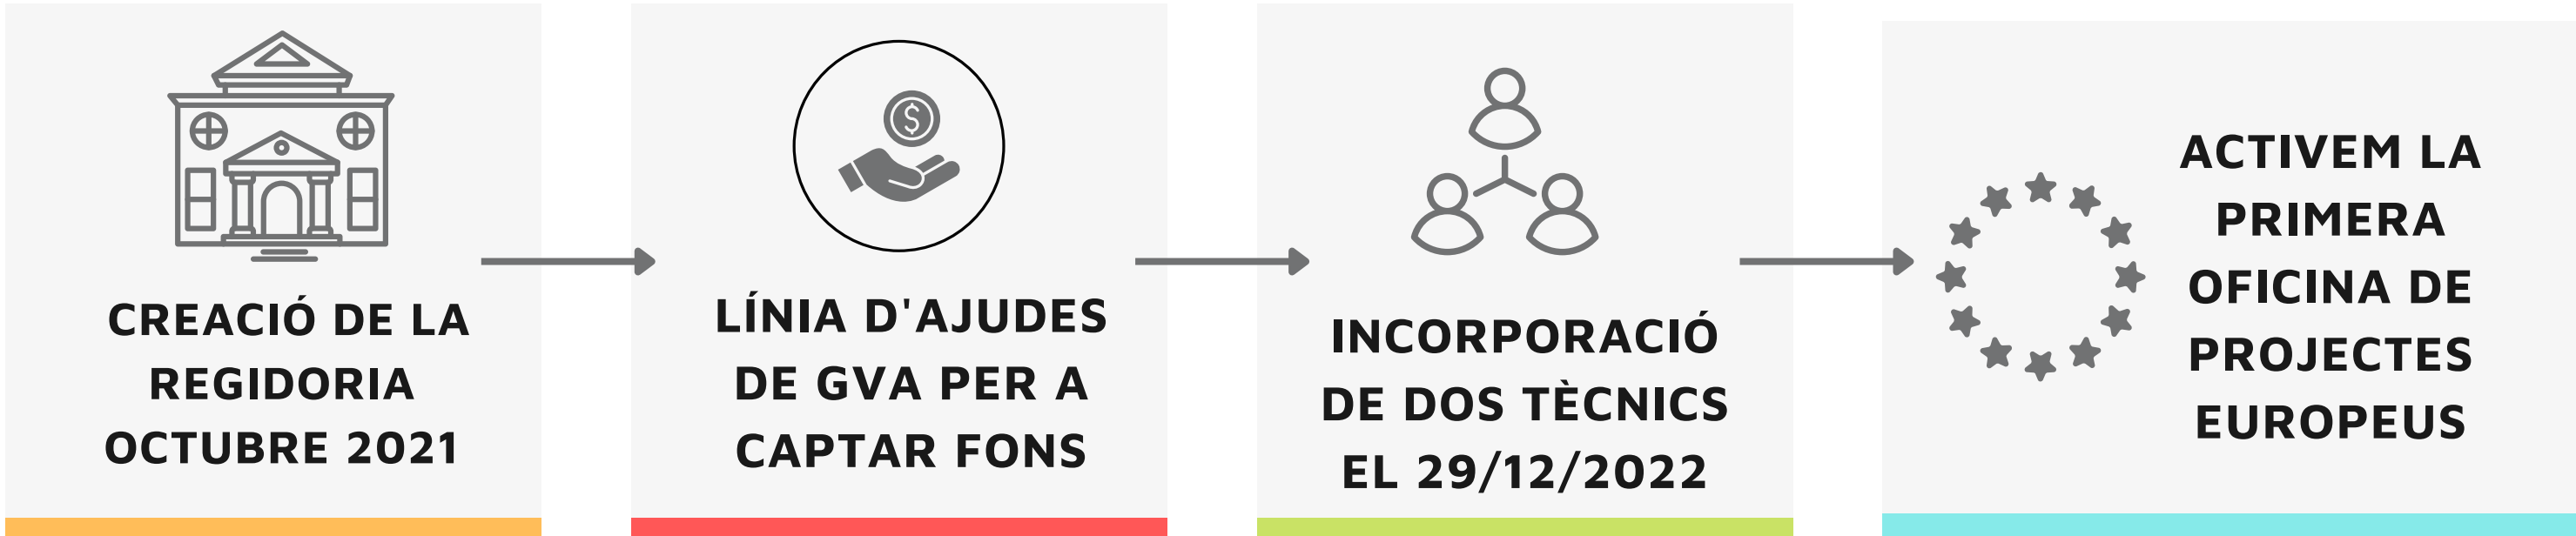 CREACIÓ DE LA
REGIDORIA
OCTUBRE 2021
$
LÍNIA D'AJUDES
DE GVA PER A
CAPTAR FONS
INCORPORACIÓ
DE DOS TÈCNICS
EL 29/12/2022
ACTIVEM LA
PRIMERA
OFICINA DE
PROJECTES
EUROPEUS